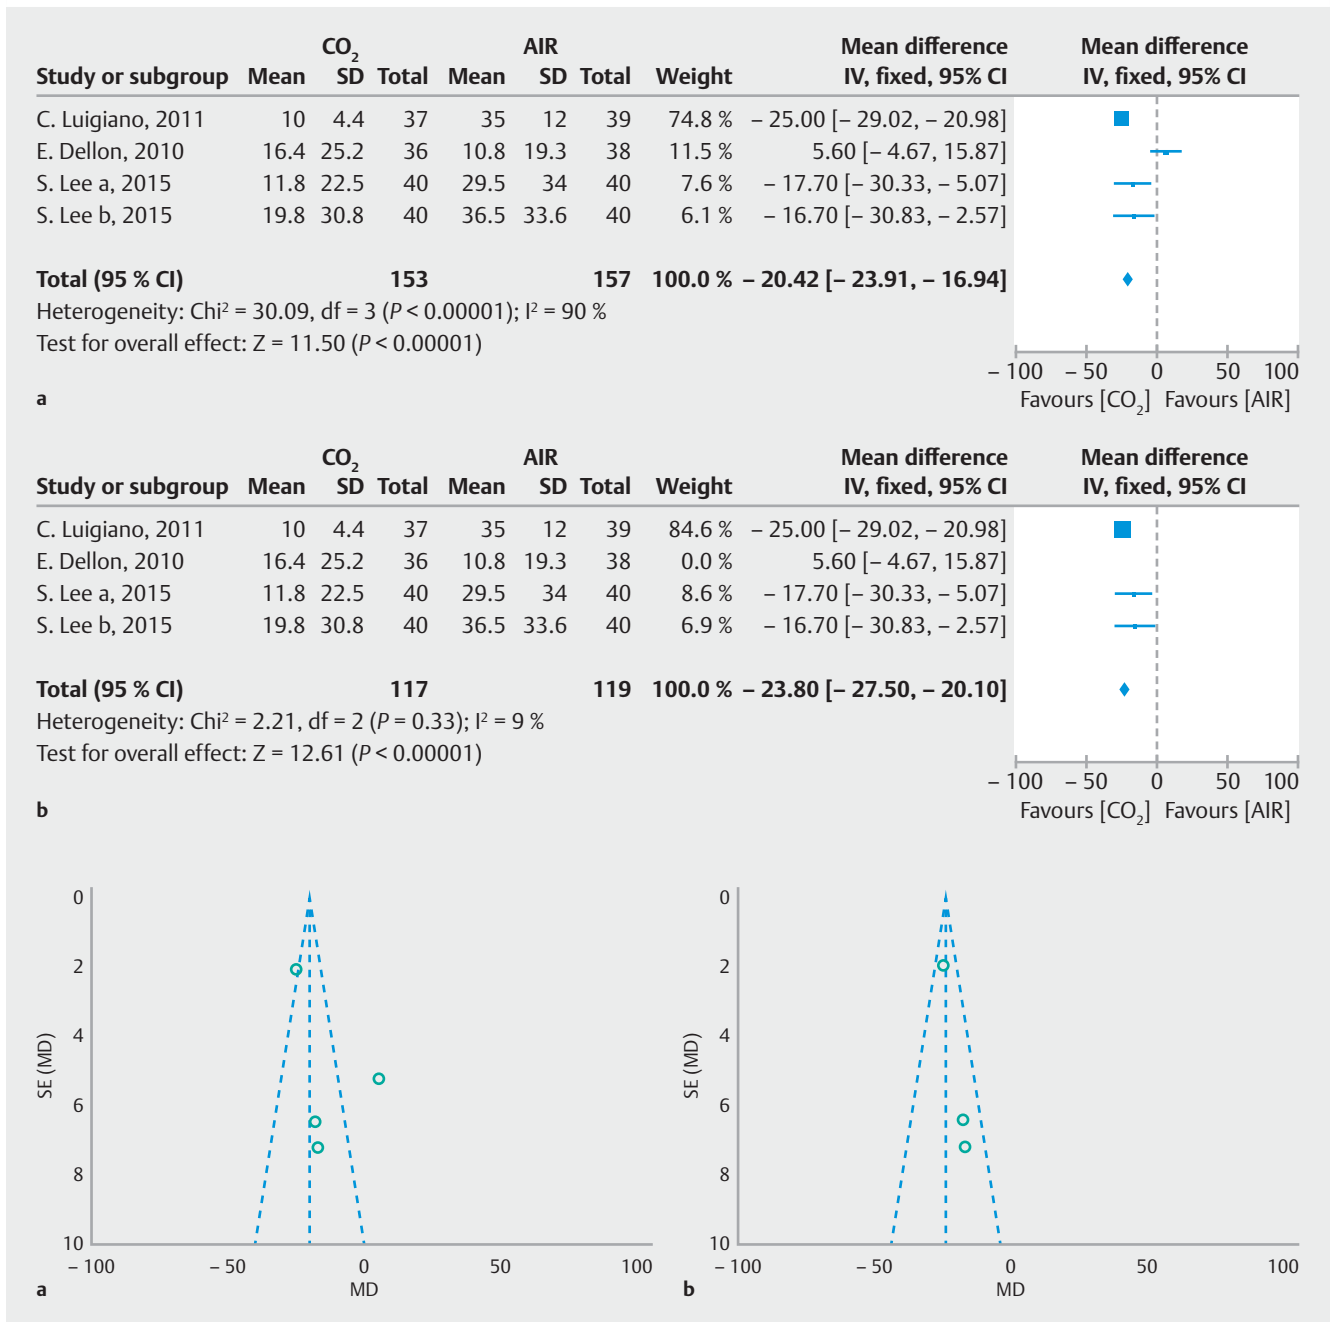 CO2 AIR Mean difference Mean difference
Study or subgroup Mean SD Total Mean SD Total Weight IV, fixed, 95% CI IV, fixed, 95% CI
C. Luigiano, 2011 10 4.4 37 35 12 39 74.8 % – 25.00 [– 29.02, – 20.98]
E. Dellon, 2010 16.4 25.2 36 10.8 19.3 38 11.5 % 5.60 [– 4.67, 15.87]
S. Lee a, 2015 11.8 22.5 40 29.5 34 40 7.6 % – 17.70 [– 30.33, – 5.07]
S. Lee b, 2015 19.8 30.8 40 36.5 33.6 40 6.1 % – 16.70 [– 30.83, – 2.57]
Total (95 % CI) 153 157 100.0 % – 20.42 [– 23.91, – 16.94]
Heterogeneity: Chi² = 30.09, df = 3 (P < 0.00001); I² = 90 %
Test for overall effect: Z = 11.50 (P < 0.00001)
– 100 – 50 0 50 100
a Favours [CO2] Favours [AIR]
CO2 AIR Mean difference Mean difference
Study or subgroup Mean SD Total Mean SD Total Weight IV, fixed, 95% CI IV, fixed, 95% CI
C. Luigiano, 2011 10 4.4 37 35 12 39 84.6 % – 25.00 [– 29.02, – 20.98]
E. Dellon, 2010 16.4 25.2 36 10.8 19.3 38 0.0 % 5.60 [– 4.67, 15.87]
S. Lee a, 2015 11.8 22.5 40 29.5 34 40 8.6 % – 17.70 [– 30.33, – 5.07]
S. Lee b, 2015 19.8 30.8 40 36.5 33.6 40 6.9 % – 16.70 [– 30.83, – 2.57]
Total (95 % CI) 117 119 100.0 % – 23.80 [– 27.50, – 20.10]
Heterogeneity: Chi² = 2.21, df = 2 (P = 0.33); I² = 9 %
Test for overall effect: Z = 12.61 (P < 0.00001)
– 100 – 50 0 50 100
b Favours [CO2] Favours [AIR]
0
2
4
SE (MD)
6
8
10
– 100 – 50 0 50 100
a MD
0
2
4
SE (MD)
6
8
10
– 100 – 50 0 50 100
b MD